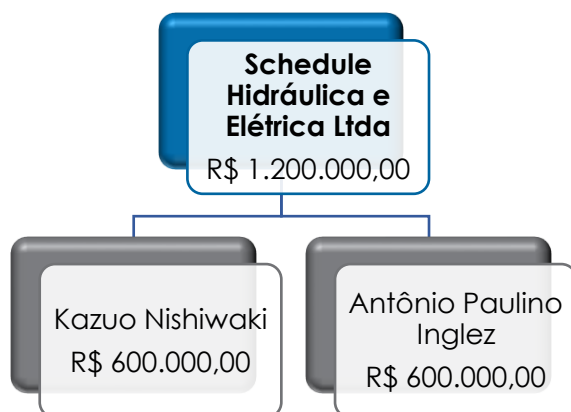 Schedule
Hidráulica e
Elétrica Ltda
R$ 1.200.000,00
Kazuo Nishiwaki
R$ 600.000,00
Antônio Paulino
Inglez
R$ 600.000,00